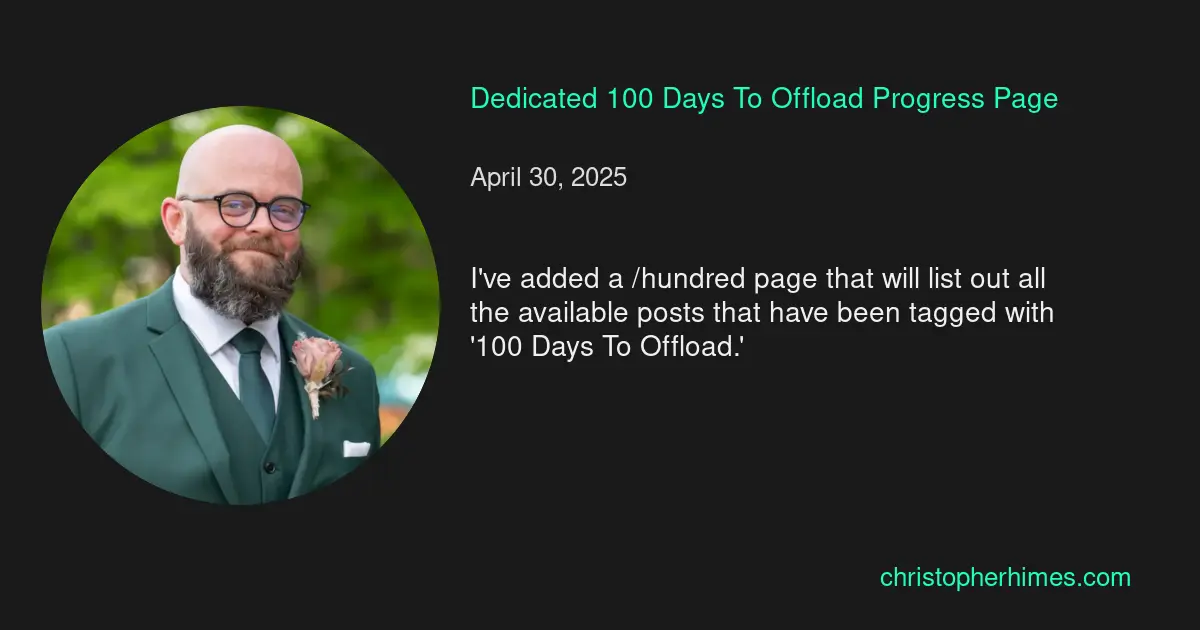 Dedicated 100 Days To Offload Progress Page
April 30, 2025
I've added a /hundred page that will list out all
the available posts that have been tagged with
'100 Days To Offload.'
christopherhimes.com